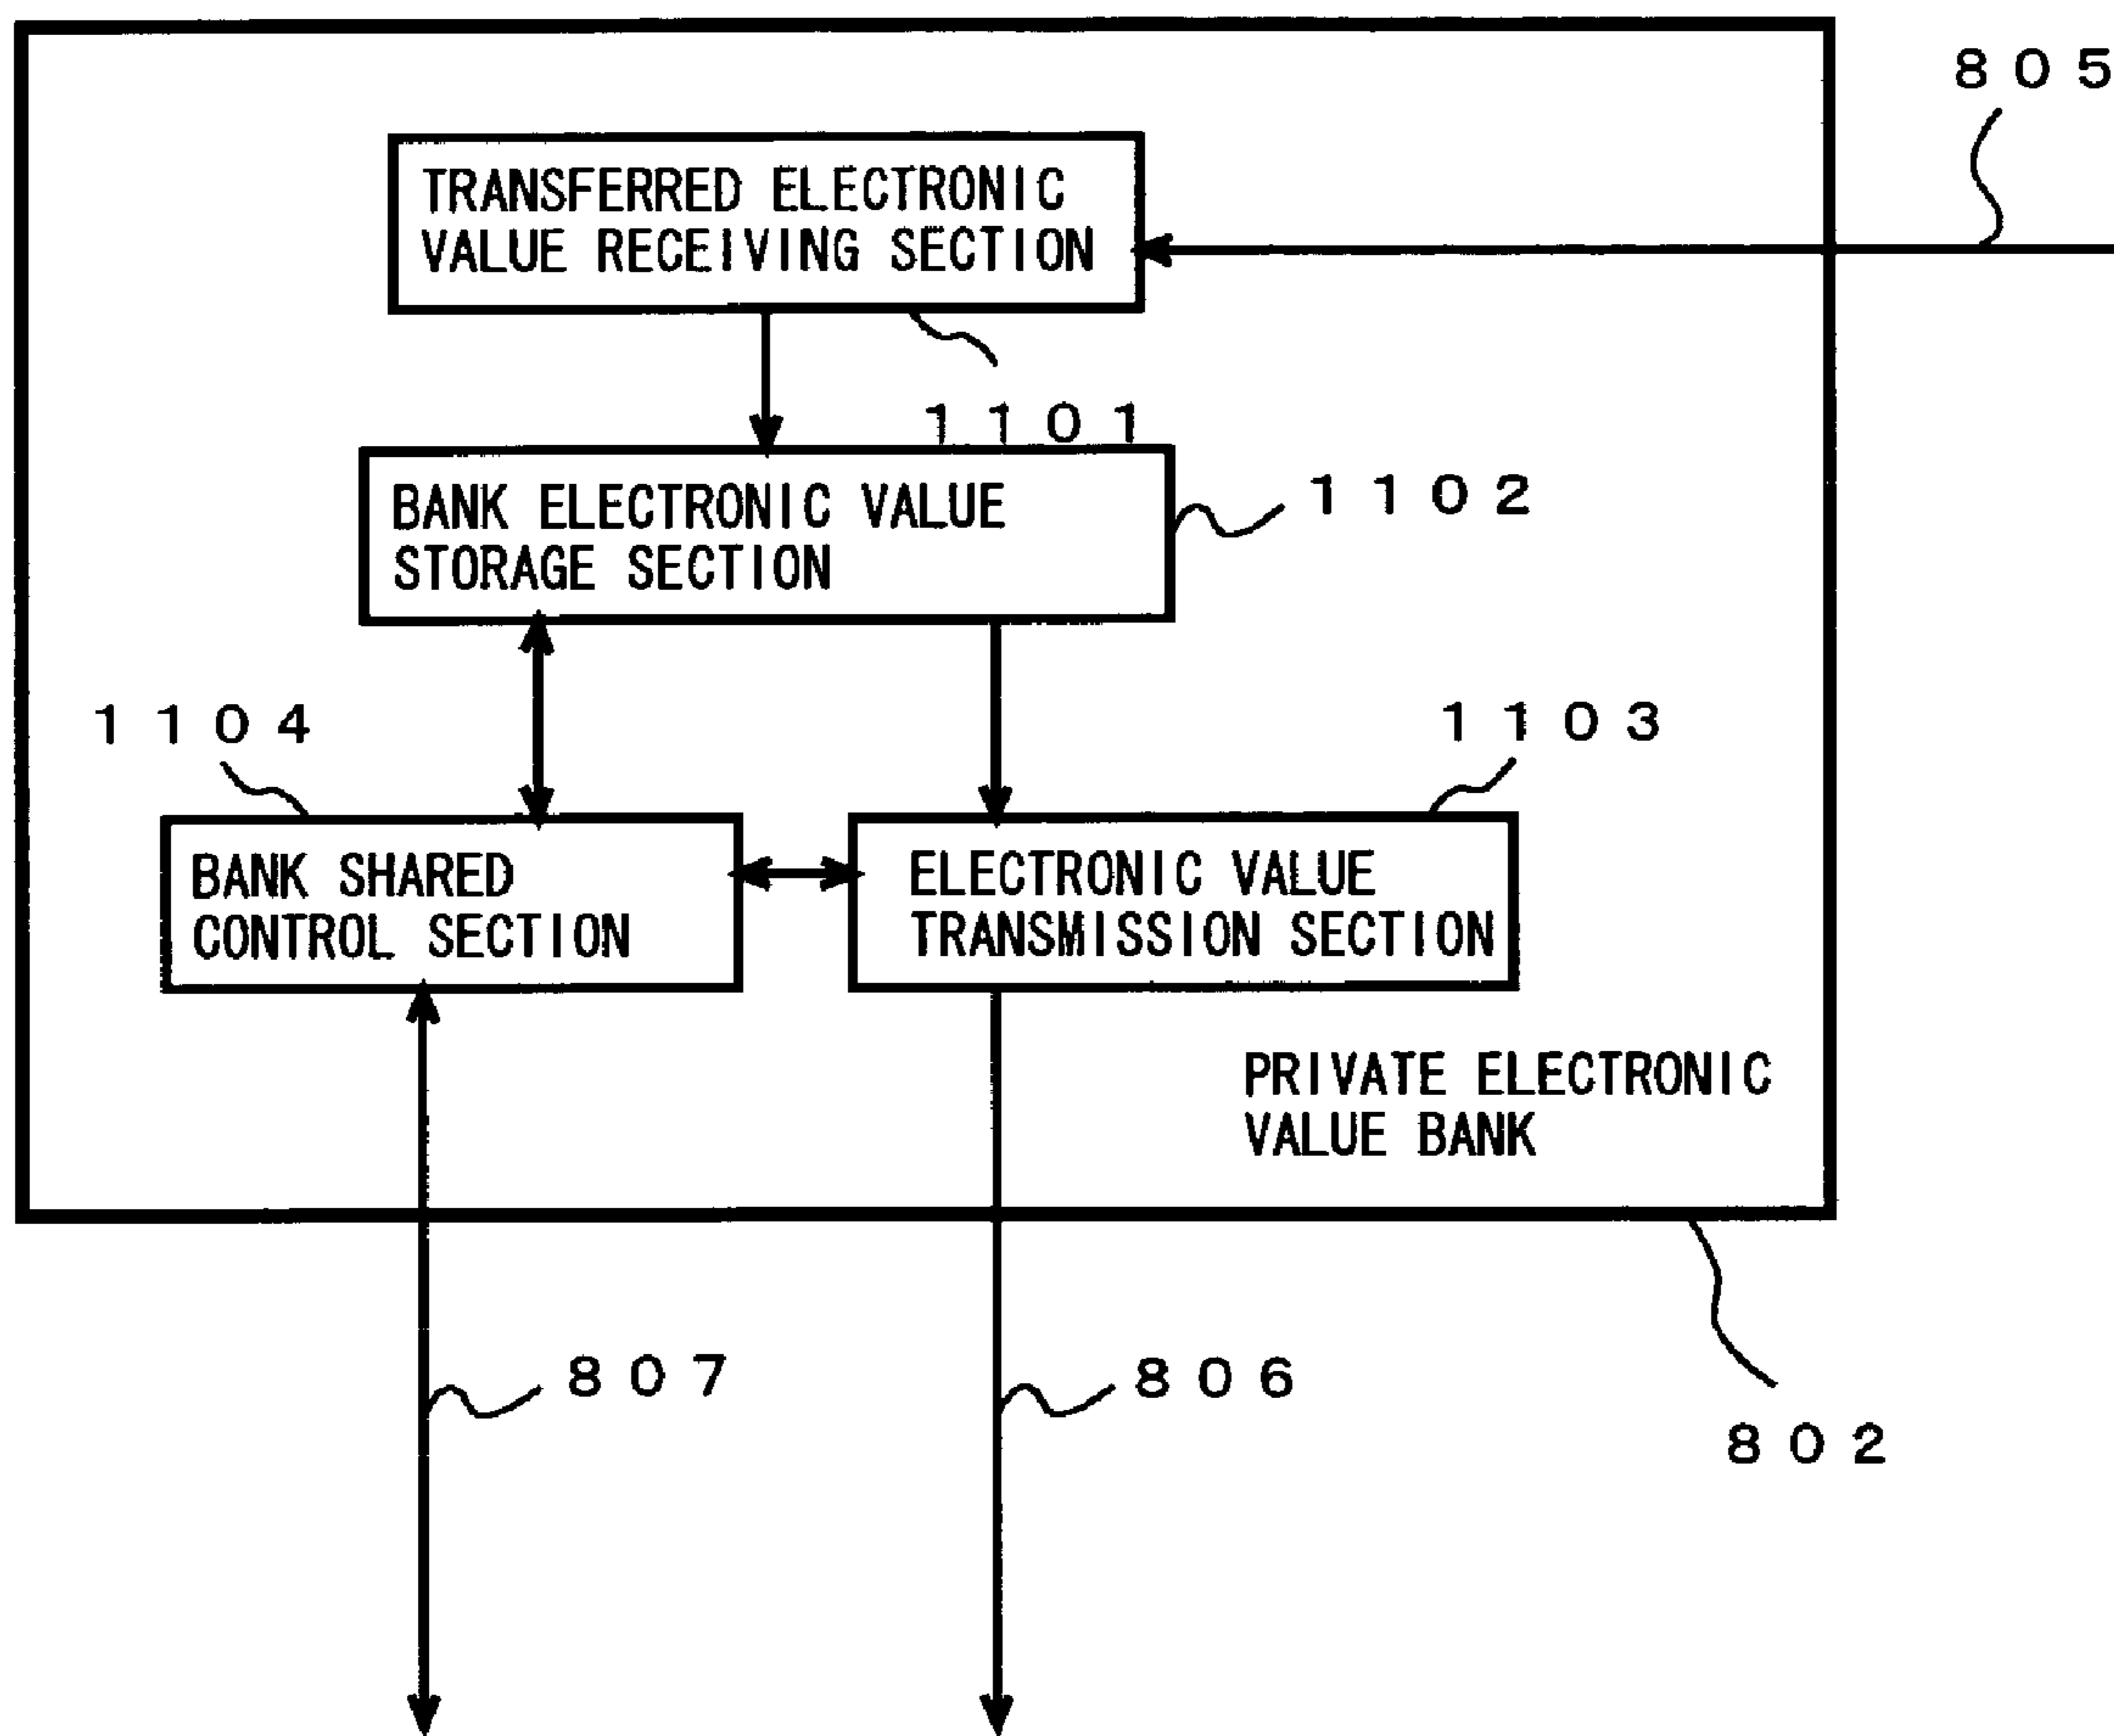 805
TRANSFERRED ELECTRONIC
VALUE RECEIVING SECTION
1101
BANK ELECTRONIC VALUE
STORAGE SECTION
1102
1104
1103
BANK SHARED
CONTROL SECTION
ELECTRONIC VALUE
TRANSMISSION SECTION
PRIVATE ELECTRONIC
VALUE BANK
807
806
802